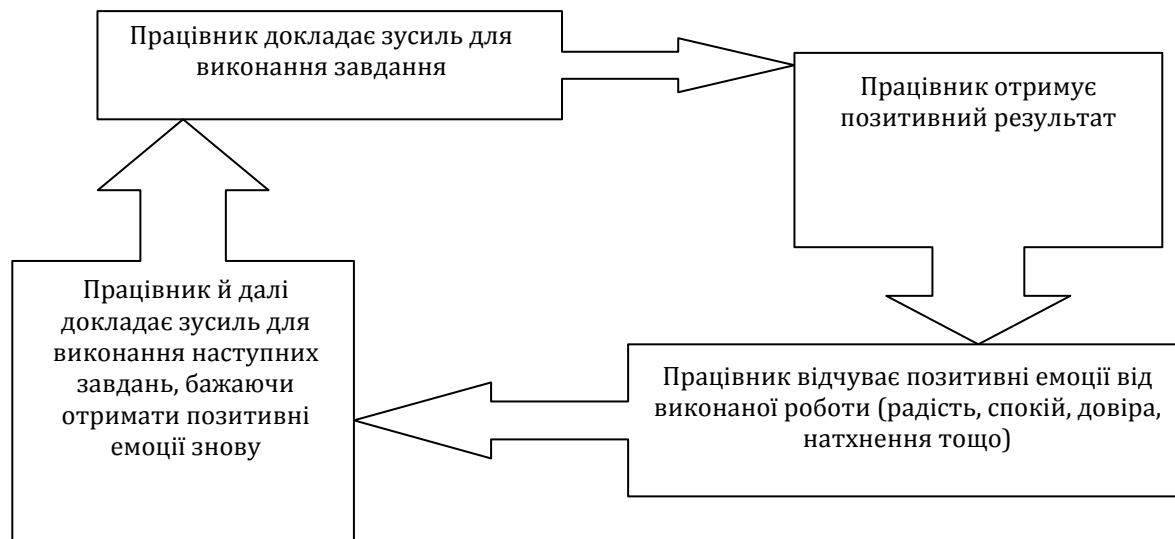 Працівник докладає зусиль для
виконання завдання
Працівник отримує
позитивний результат
Працівник відчуває позитивні емоції від
виконаної роботи (радість, спокій, довіра,
натхнення тощо)
Працівник й далі
докладає зусиль для
виконання наступних
завдань, бажаючи
отримати позитивні
емоції знову